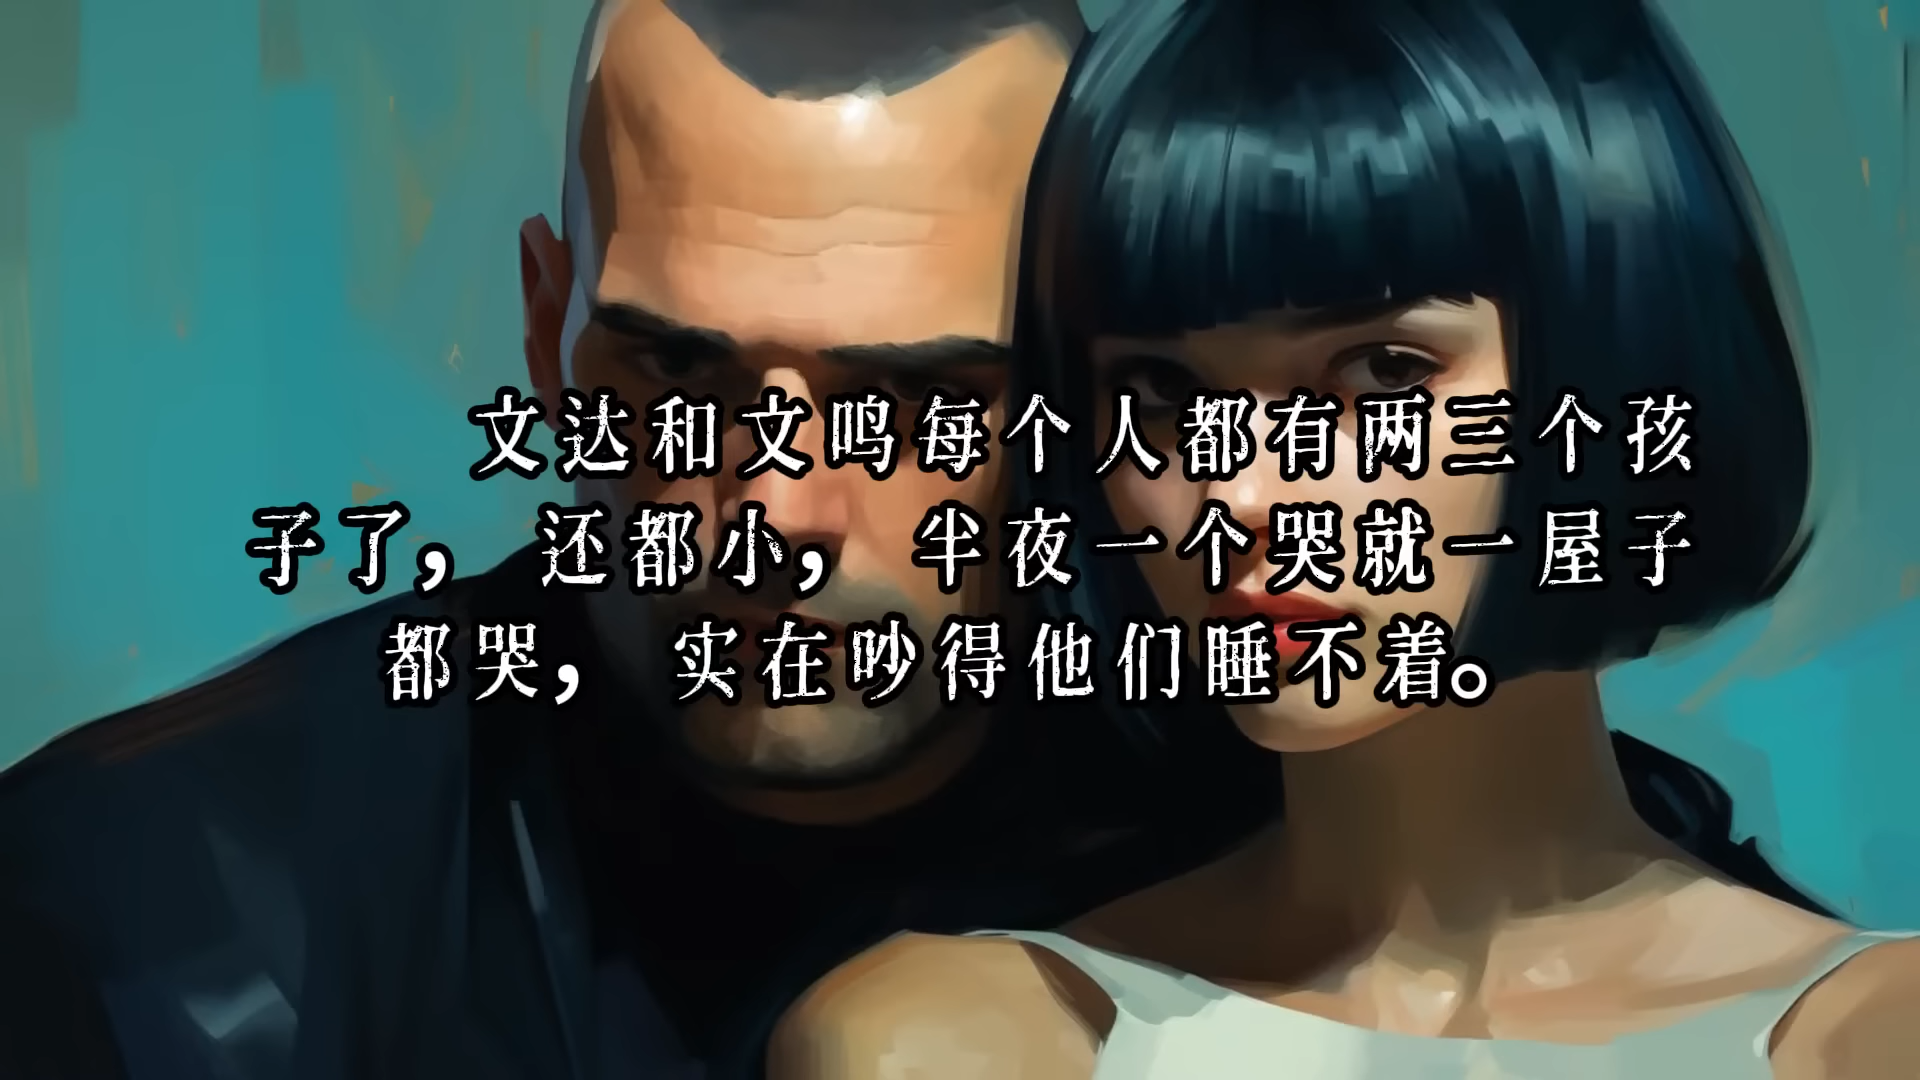 文达和文鸣每个人都有两三个孩
子了，还都小，半夜一个哭就一屋子
都哭，实在吵得他们睡不着。